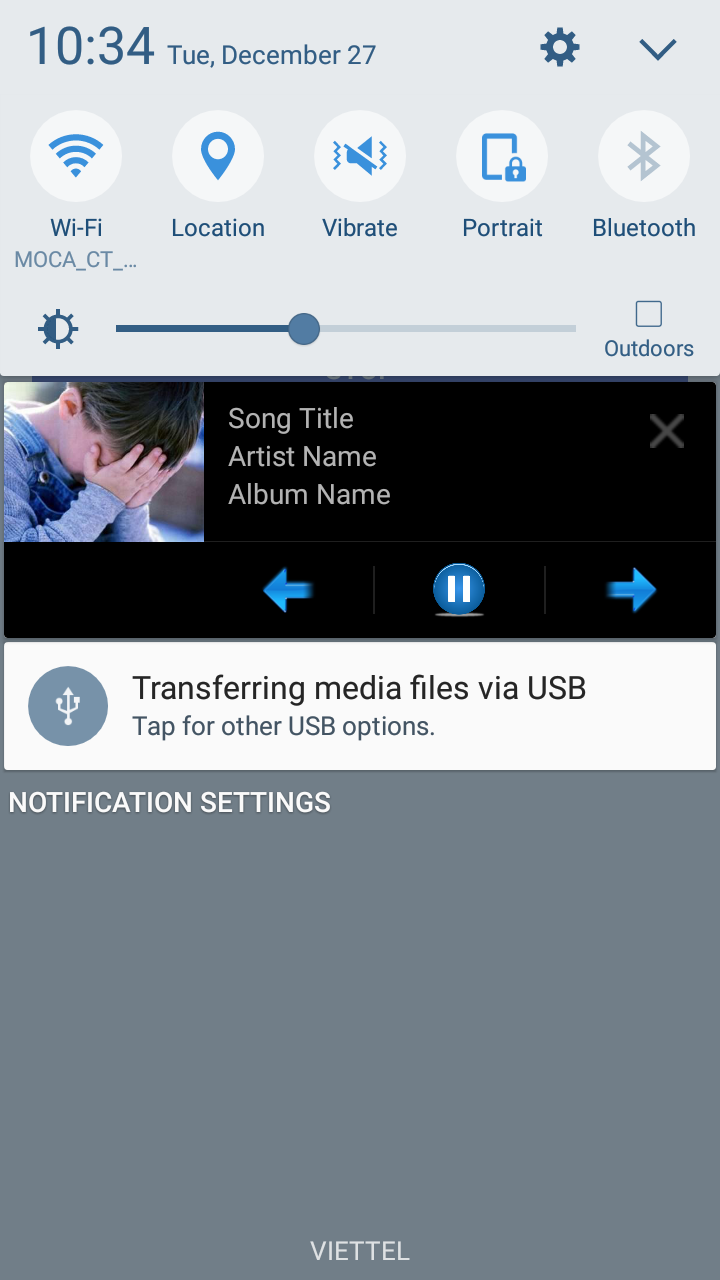 10:34 Tue, December 27
Wi-Fi Location Vibrate Portrait Bluetooth
MOCA_CT_...
Outdoors
Song Title
Artist Name
Album Name
Transferring media files via USB
Tap for other USB options.
NOTIFICATION SETTINGS
VIETTEL